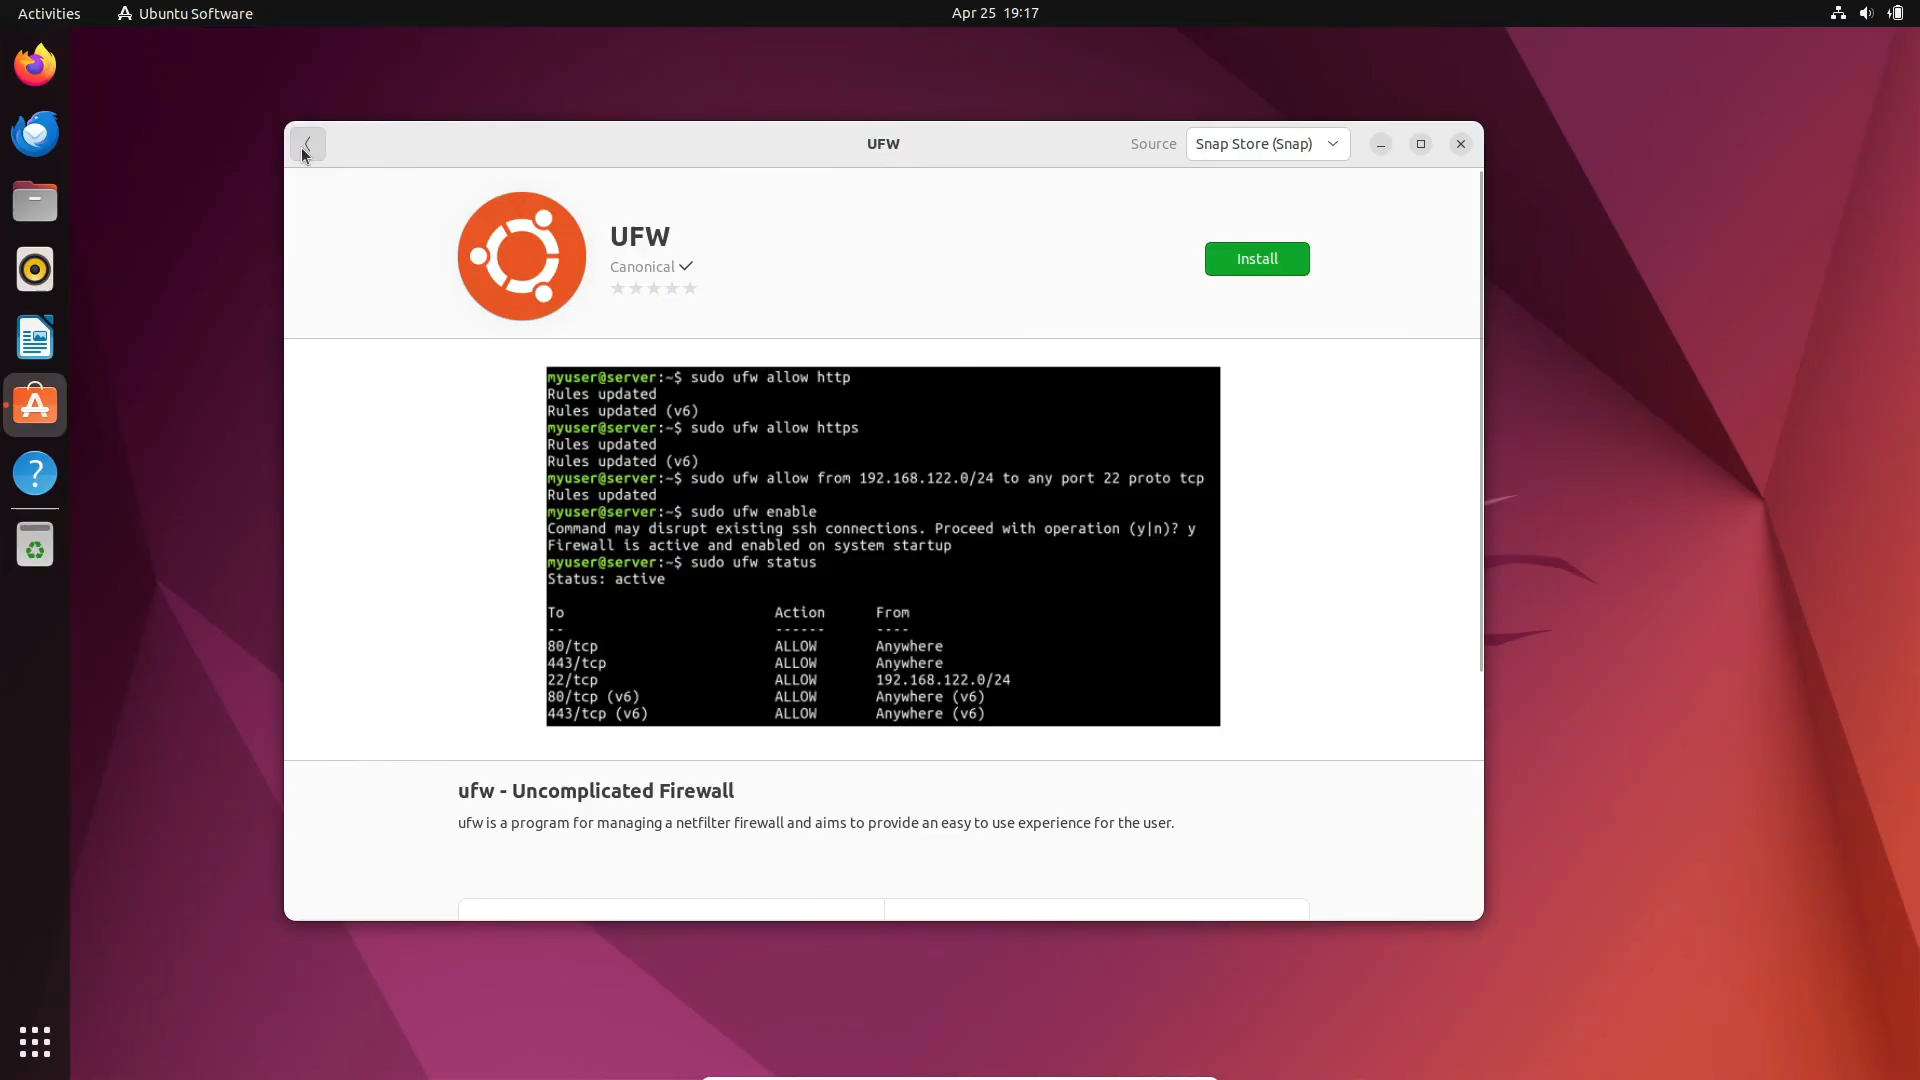 Activities
Ubuntu Software
Apr 25 19:17
UFW
Source
Snap Store (Snap)
UFW
Canonical
Install
myuser@server:~$ sudo ufw allow http
Rules updated
Rules updated (v6)
myuser@server:~$ sudo ufw allow https
Rules updated
Rules updated (v6)
myuser@server:~$ sudo ufw allow from 192.168.122.0/24 to any port 22 proto tcp
Rules updated
myuser@server:~$ sudo ufw enable
Command may disrupt existing ssh connections. Proceed with operation (y|n)? y
Firewall is active and enabled on system startup
myuser@server:~$ sudo ufw status
Status: active
To Action From
-- ------ ----
80/tcp ALLOW Anywhere
443/tcp ALLOW Anywhere
22/tcp ALLOW 192.168.122.0/24
80/tcp (v6) ALLOW Anywhere (v6)
443/tcp (v6) ALLOW Anywhere (v6)
ufw - Uncomplicated Firewall
ufw is a program for managing a netfilter firewall and aims to provide an easy to use experience for the user.